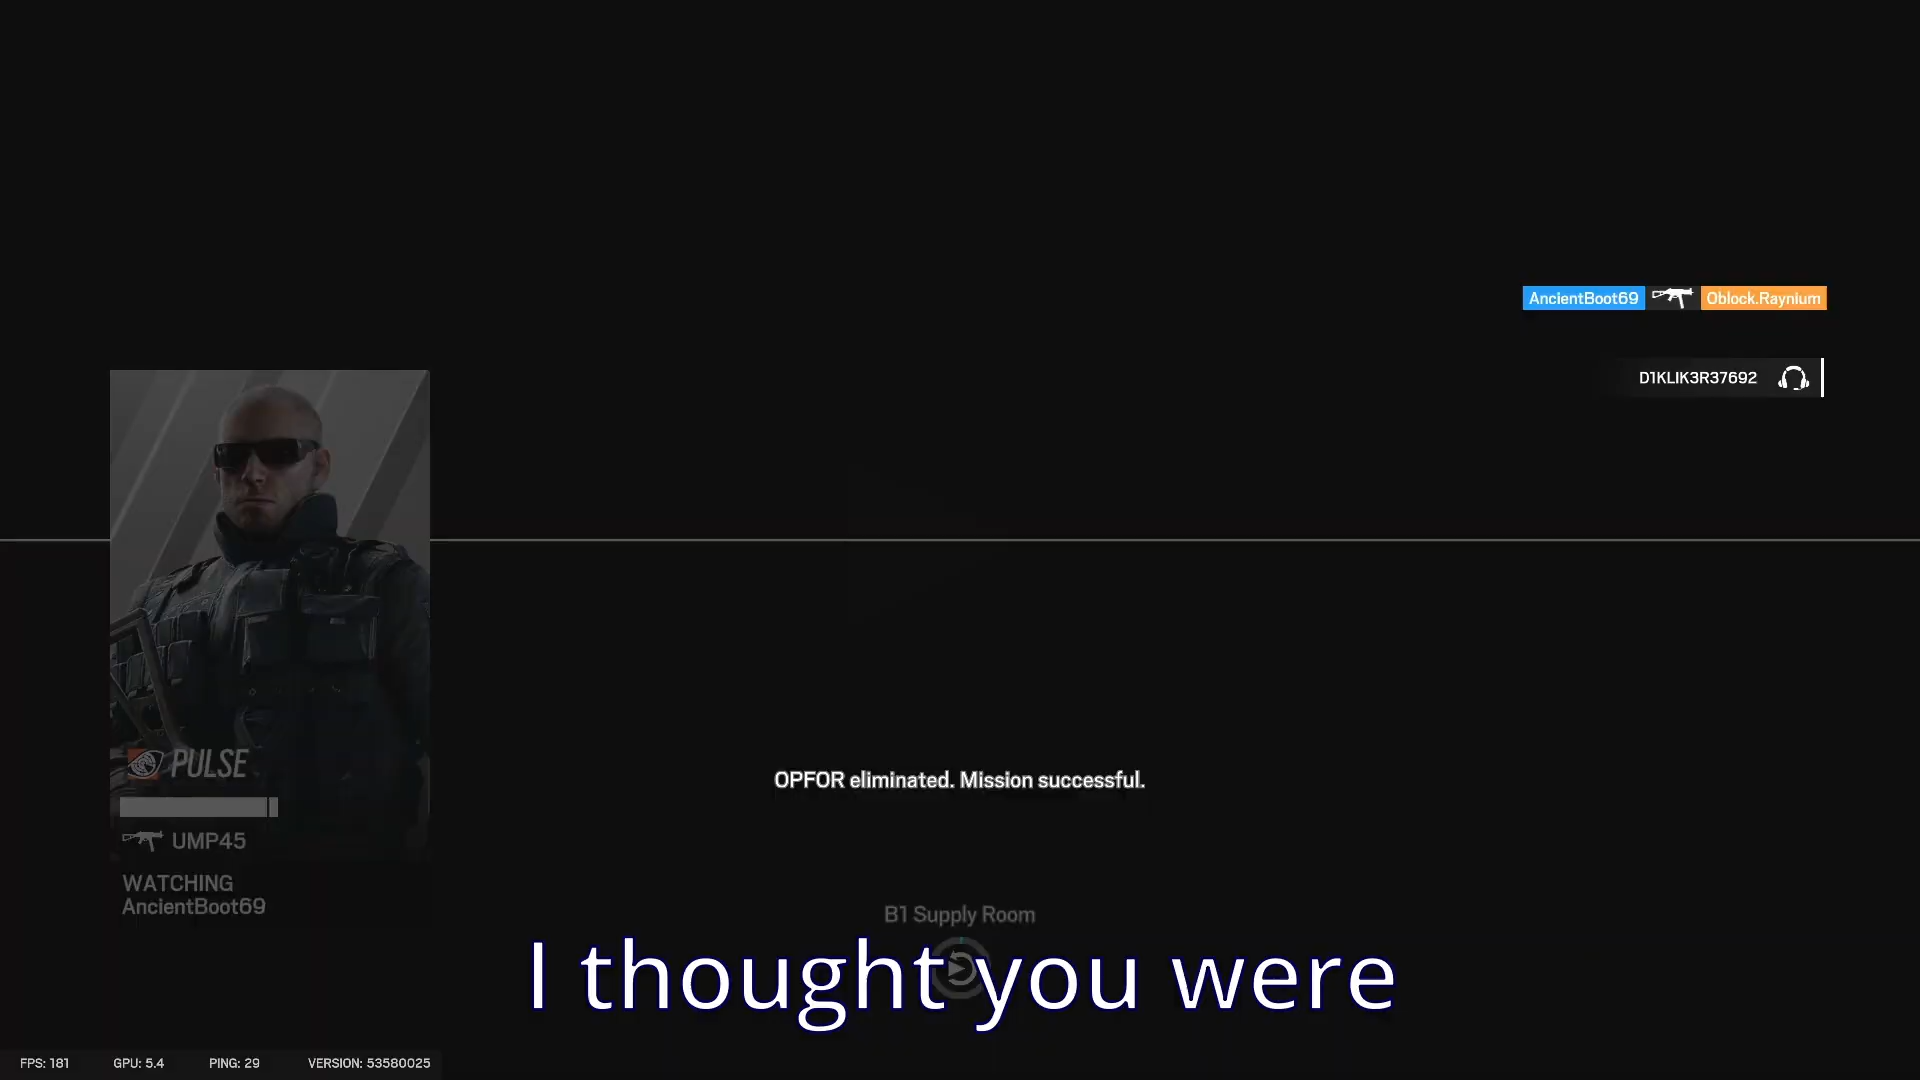 AncientBoot69 Oblock.Raynium
D1KLIK3R37692
PULSE
UMP45
WATCHING
AncientBoot69
OPFOR eliminated. Mission successful.
B1 Supply Room
I thought you were
FPS: 181 GPU: 5.4 PING: 29 VERSION: 53580025